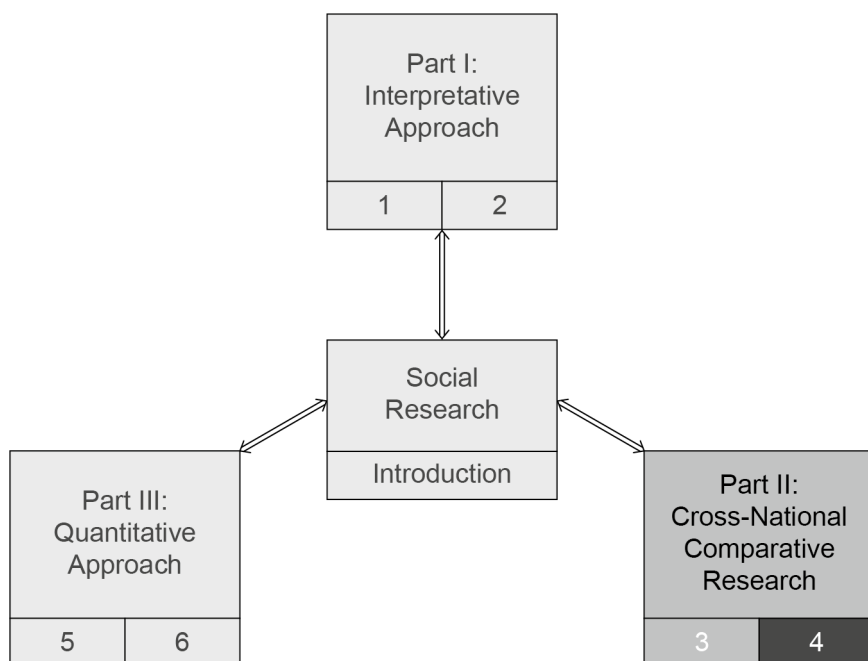 Part I:
Interpretative
Approach
1 2
Social
Research
Introduction
Part III:
Quantitative
Approach
5 6
Part II:
Cross-National
Comparative
Research
3 4